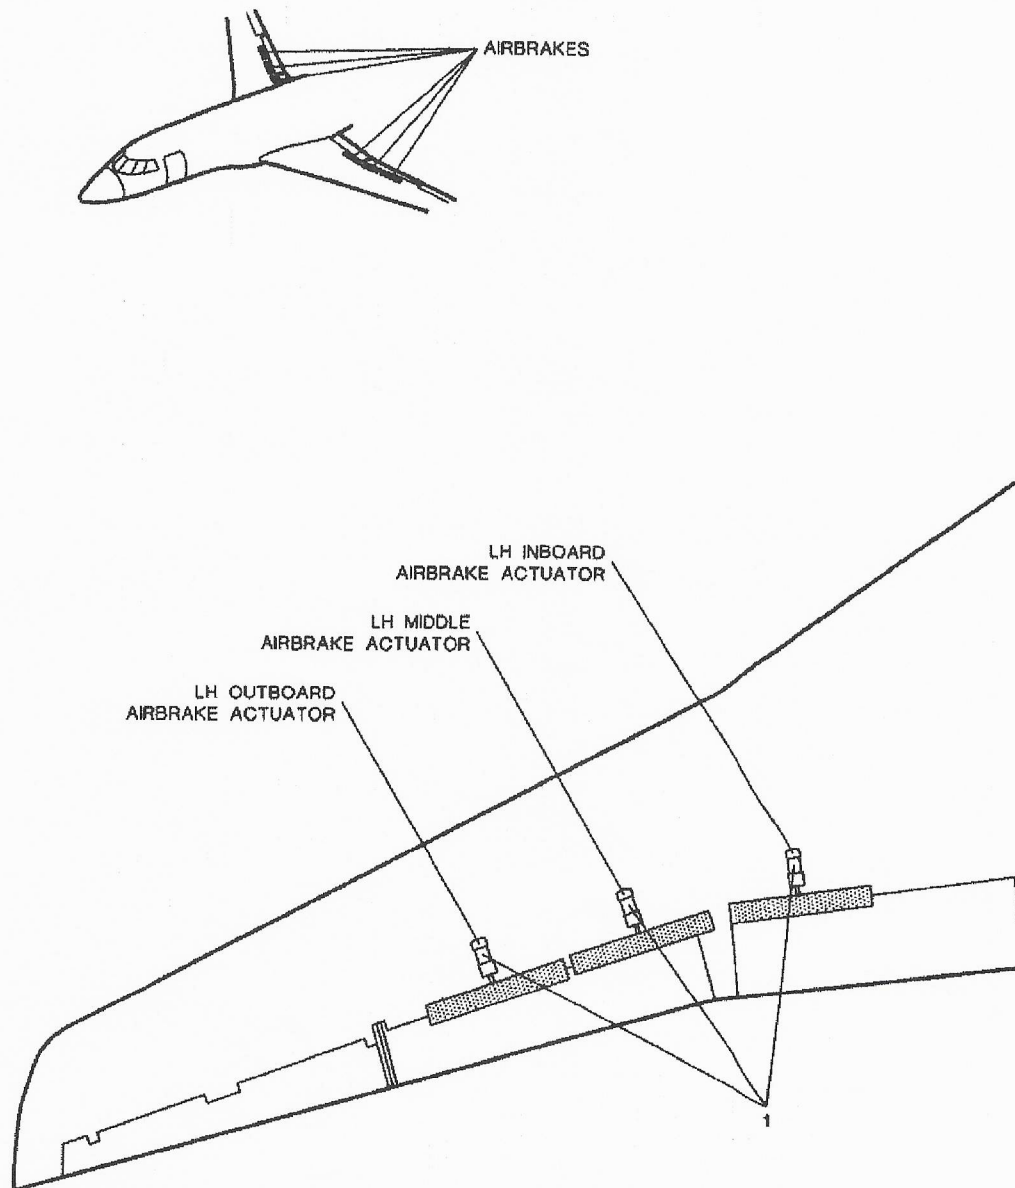 AIRBRAKES
LH INBOARD
AIRBRAKE ACTUATOR
LH MIDDLE
AIRBRAKE ACTUATOR
LH OUTBOARD
AIRBRAKE ACTUATOR
1